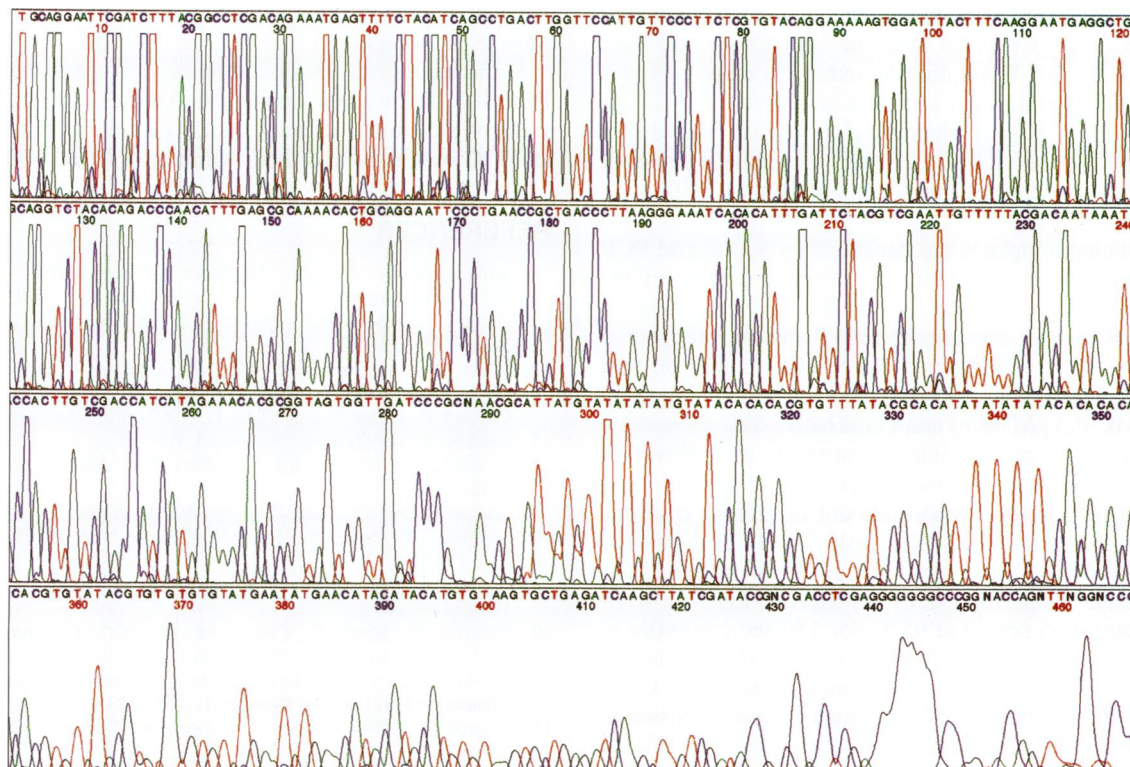 TGCAGGAATTCGATCTTTACGGCCTCGACAGAAATGAGTTTTCTACATCAGCCTGACTTGGTTCCATTGTTCCCTTCTCGTGTACAGGAAAAAGTGGATTTACTTTCAAGGAATGAGGCTG
10 20 30 40 50 60 70 80 90 100 110 120
GCAGGTCTACACAGACCCAACATTTGAGCGCAAAACACTGCAGGAATTCCCTGAACCGCTGACCCTTAAGGGAAATCACACATTTGATTCTACGTCGAATTGTTTTTACGACAATAAAT
130 140 150 160 170 180 190 200 210 220 230 240
CCACTTGTCGACCATCATAGAAACACGCGGTAGTGGTTGATCCCGCNAACGCATTATGTATATATATGTATACACACACGTGTTTATACGCACATATATATATACACACACA
250 260 270 280 290 300 310 320 330 340 350
CACGTGTATACGTGTGTGTGTATGAATATGAACATACATACATGTGTAAGTGCTGAGATCAAGCTTATCGATACCGNCGACCTCGAGGGGGGGCCCGGNACCAGNTTNGGNCCC
360 370 380 390 400 410 420 430 440 450 460